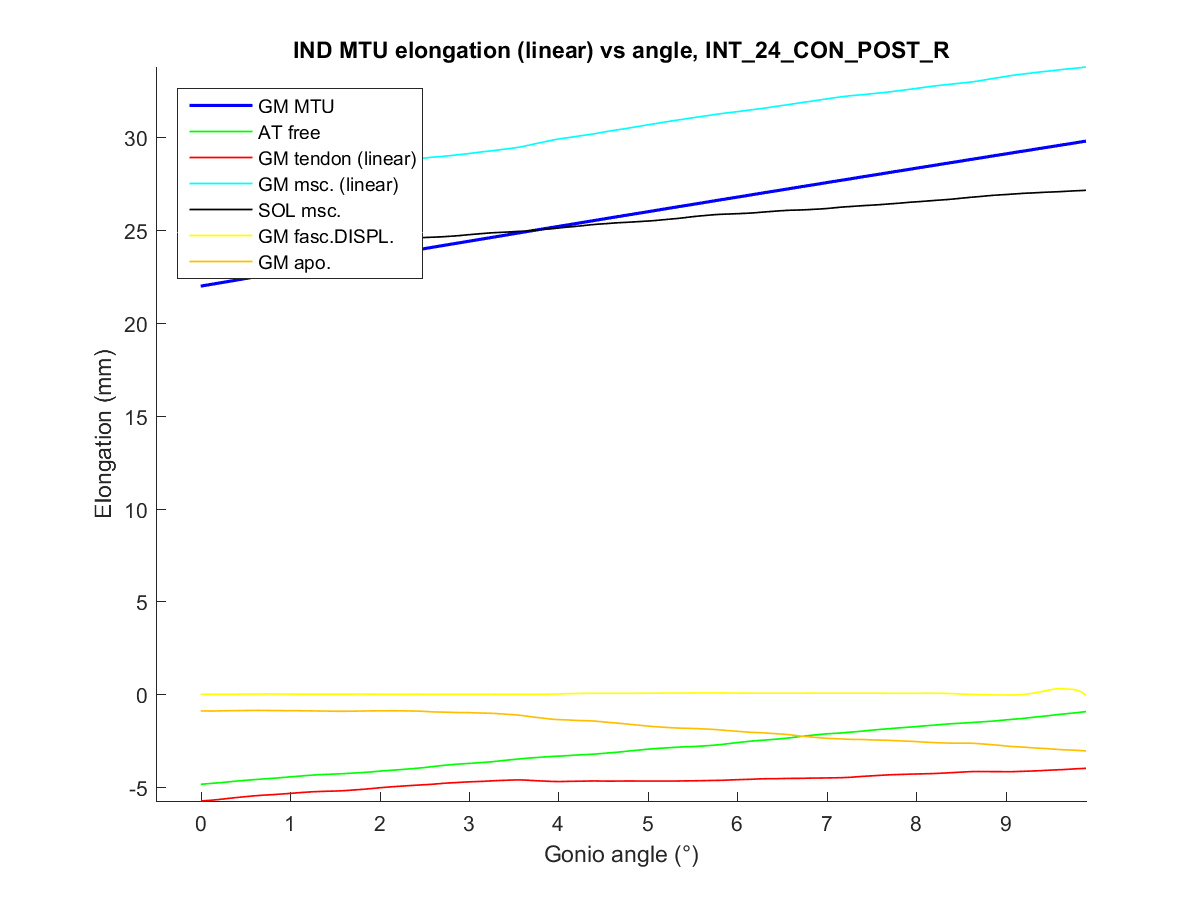 IND MTU elongation (linear) vs angle, INT_24_CON_POST_R
GM MTU
AT free
GM tendon (linear)
GM msc. (linear)
SOL msc.
GM fasc.DISPL.
GM apo.
Elongation (mm)
30
25
20
15
10
5
0
-5
0 1 2 3 4 5 6 7 8 9
Gonio angle (°)